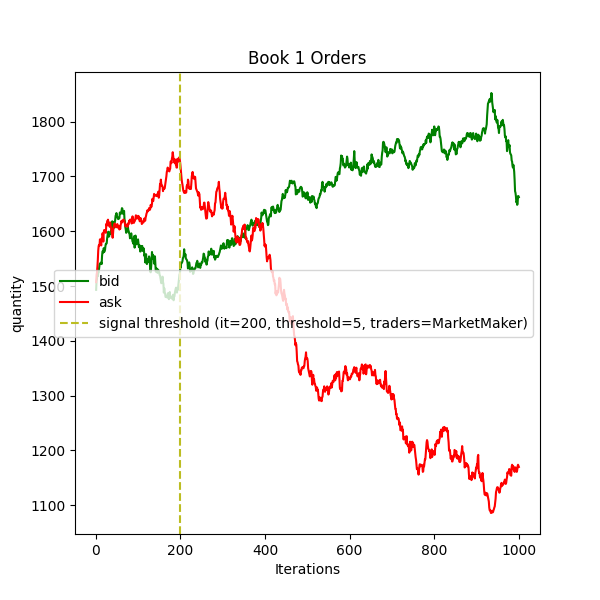 Book 1 Orders
quantity
1800
1700
1600
1500
1400
1300
1200
1100
bid
ask
signal threshold (it=200, threshold=5, traders=MarketMaker)
0 200 400 600 800 1000
Iterations